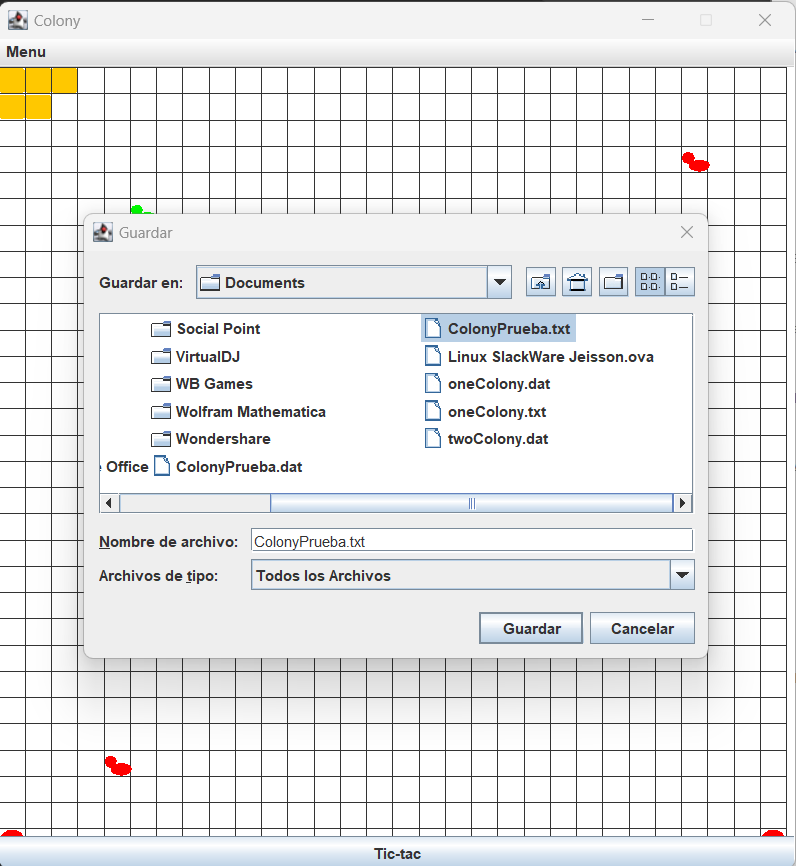 Colony
Menu
Guardar
Guardar en: Documents
Social Point
VirtualDJ
WB Games
Wolfram Mathematica
Wondershare
Office ColonyPrueba.dat
ColonyPrueba.txt
Linux SlackWare Jeisson.ova
oneColony.dat
oneColony.txt
twoColony.dat
Nombre de archivo: ColonyPrueba.txt
Archivos de tipo: Todos los Archivos
Guardar Cancelar
Tic-tac